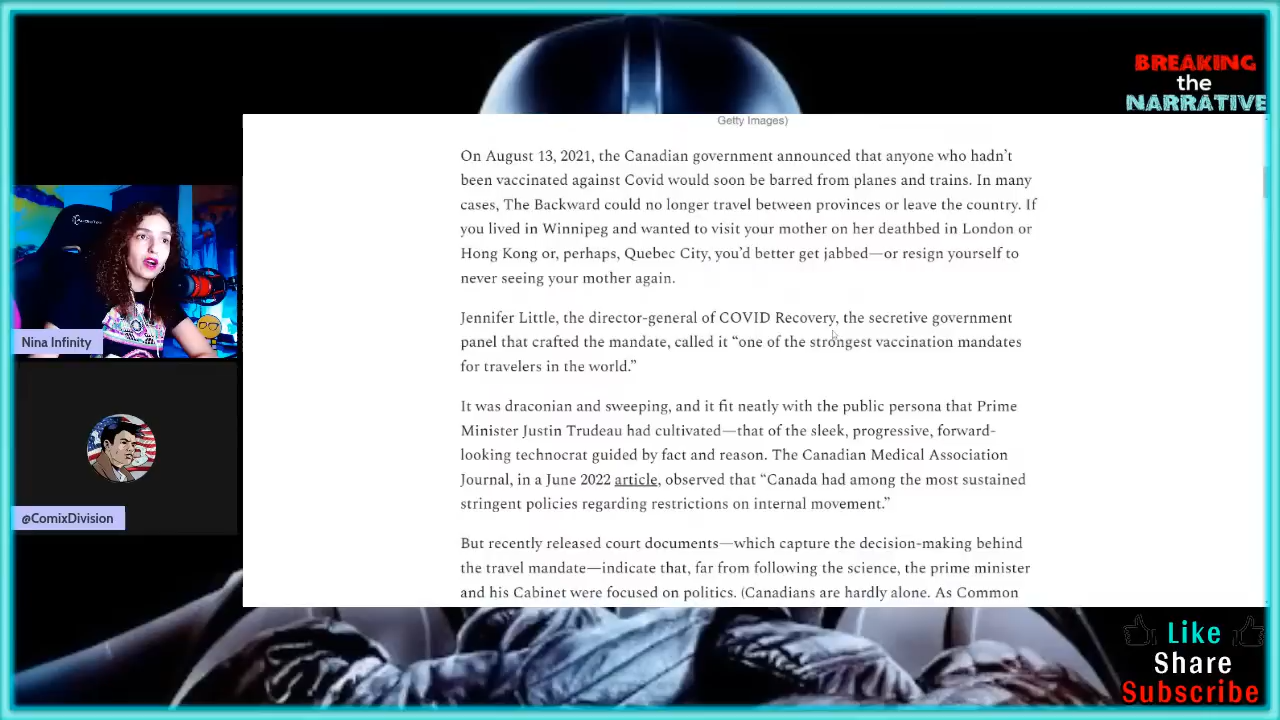 BREAKING
the
NARRATIVE
Getty Images)
On August 13, 2021, the Canadian government announced that anyone who hadn't
been vaccinated against Covid would soon be barred from planes and trains. In many
cases, The Backward could no longer travel between provinces or leave the country. If
you lived in Winnipeg and wanted to visit your mother on her deathbed in London or
Hong Kong or, perhaps, Quebec City, you'd better get jabbed—or resign yourself to
never seeing your mother again.
Jennifer Little, the director-general of COVID Recovery, the secretive government
panel that crafted the mandate, called it “one of the strongest vaccination mandates
for travelers in the world.”
It was draconian and sweeping, and it fit neatly with the public persona that Prime
Minister Justin Trudeau had cultivated—that of the sleek, progressive, forward-
looking technocrat guided by fact and reason. The Canadian Medical Association
Journal, in a June 2022 article, observed that “Canada had among the most sustained
stringent policies regarding restrictions on internal movement.”
But recently released court documents—which capture the decision-making behind
the travel mandate—indicate that, far from following the science, the prime minister
and his Cabinet were focused on politics. (Canadians are hardly alone. As Common
Nina Infinity
@ComixDivision
Like
Share
Subscribe